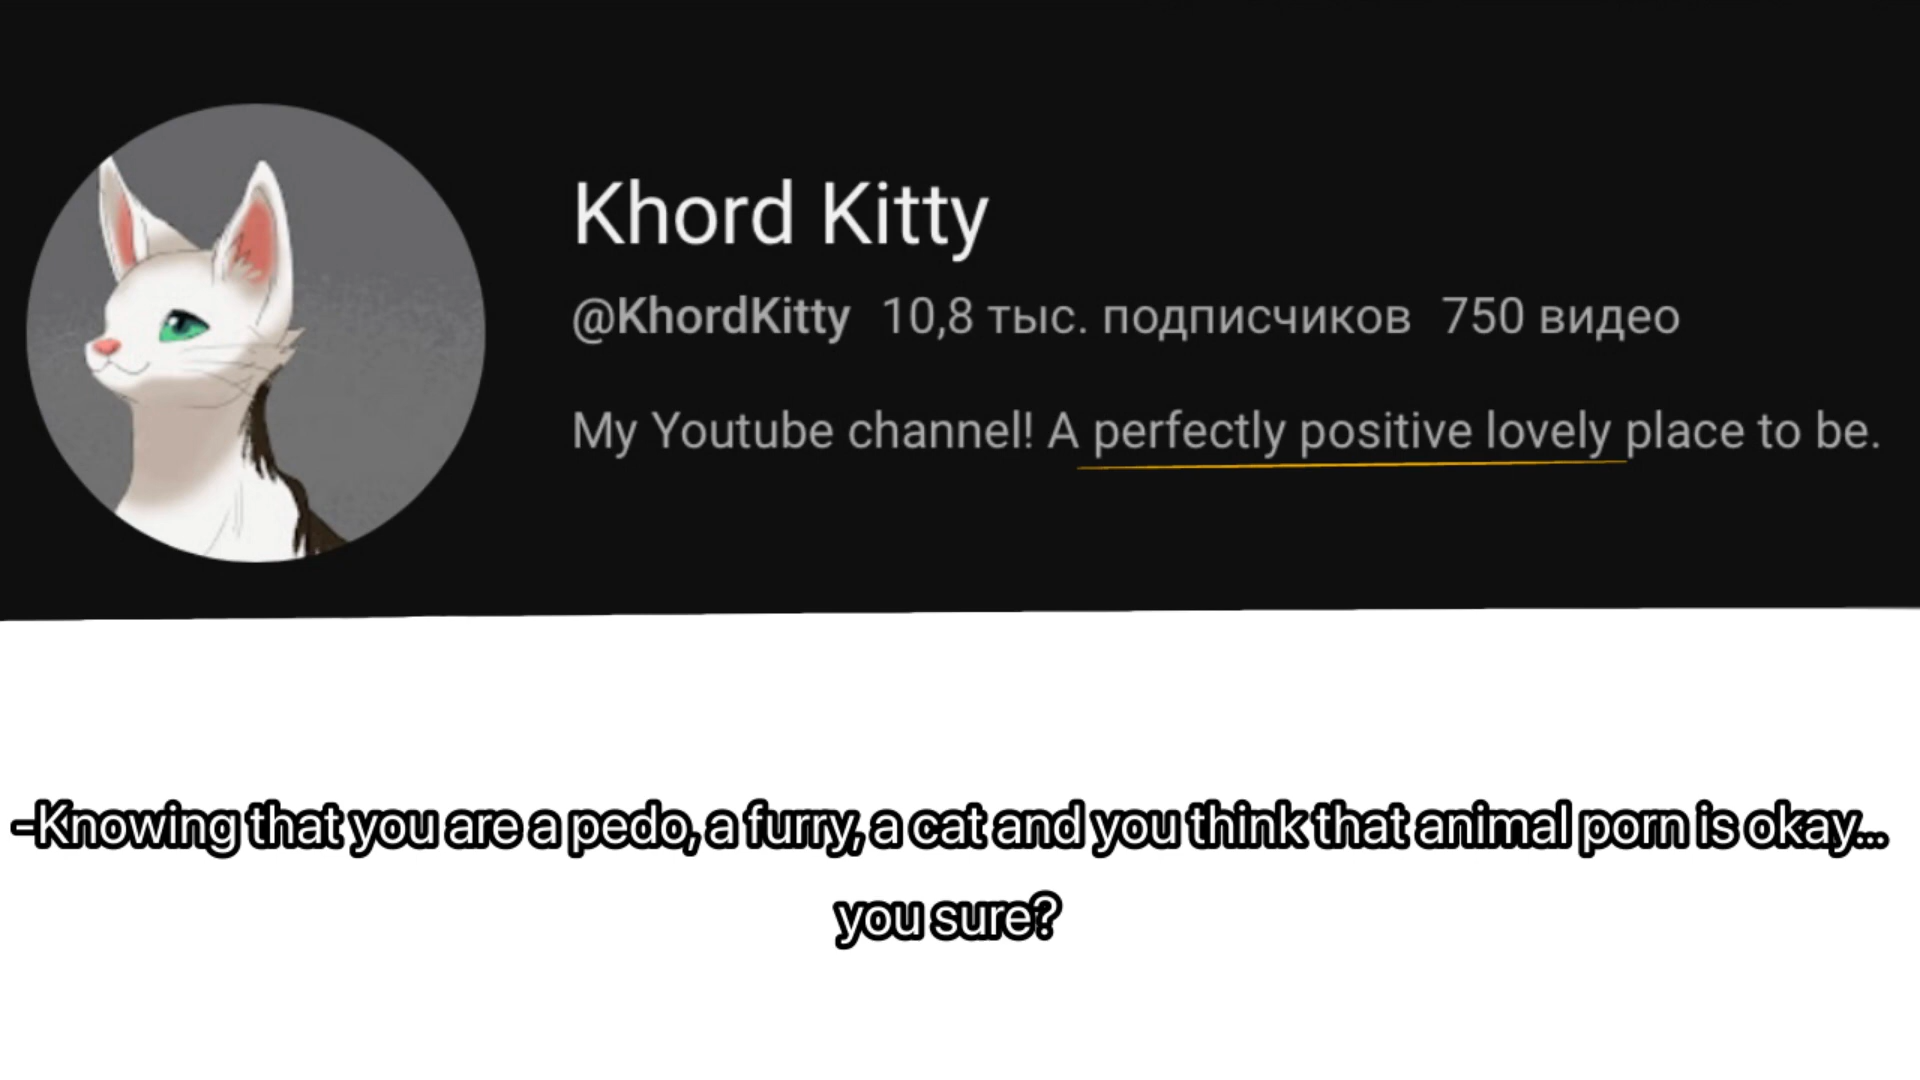 Khord Kitty
@KhordKitty 10,8 тыс. подписчиков 750 видео
My Youtube channel! A perfectly positive lovely place to be.
-Knowing that you are a pedo, a furry, a cat and you think that animal porn is okay...
you sure?